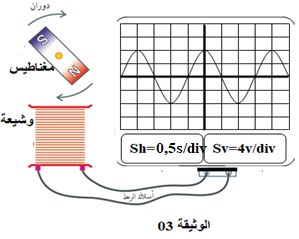 دوران
S
N
مغناطيس
وشيعة
Sh=0,5s/div Sv=4v/div
أسلاك الربط
الوثيقة 03